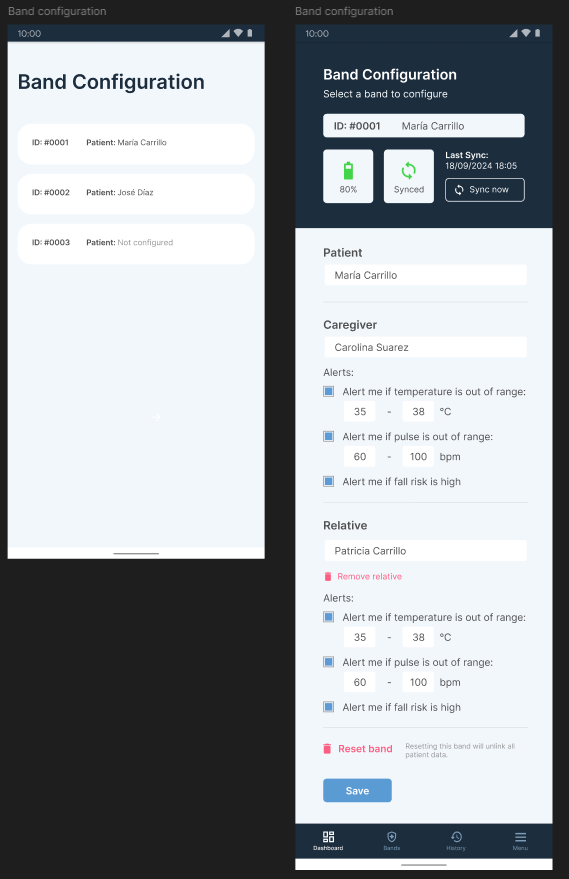 Band configuration
10:00
Band Configuration
ID: #0001 Patient: María Carrillo
ID: #0002 Patient: José Díaz
ID: #0003 Patient: Not configured
Band configuration
10:00
Band Configuration
Select a band to configure
ID: #0001 María Carrillo
80%
Synced
Last Sync:
18/09/2024 18:05
Sync now
Patient
María Carrillo
Caregiver
Carolina Suarez
Alerts:
Alert me if temperature is out of range:
35 - 38 °C
Alert me if pulse is out of range:
60 - 100 bpm
Alert me if fall risk is high
Relative
Patricia Carrillo
Remove relative
Alerts:
Alert me if temperature is out of range:
35 - 38 °C
Alert me if pulse is out of range:
60 - 100 bpm
Alert me if fall risk is high
Reset band
Resetting this band will unlink all
patient data.
Save
Dashboard Bands History Menu